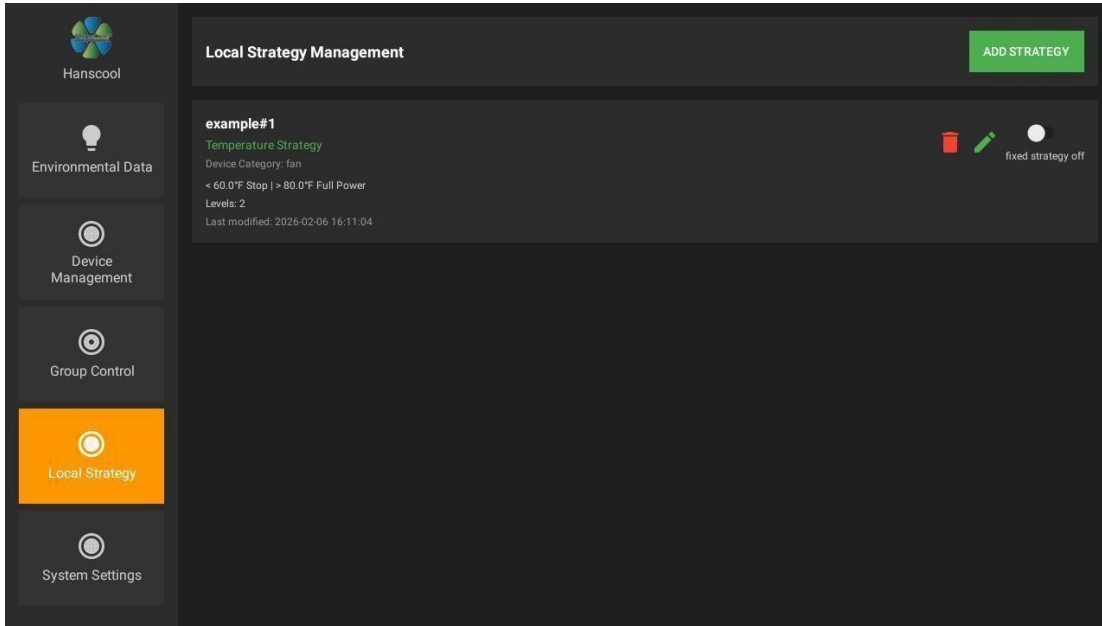 Hanscool
Environmental Data
Device
Management
Group Control
Local Strategy
System Settings
Local Strategy Management
ADD STRATEGY
example#1
Temperature Strategy
Device Category: fan
< 60.0°F Stop | > 80.0°F Full Power
Levels: 2
Last modified: 2026-02-06 16:11:04
fixed strategy off